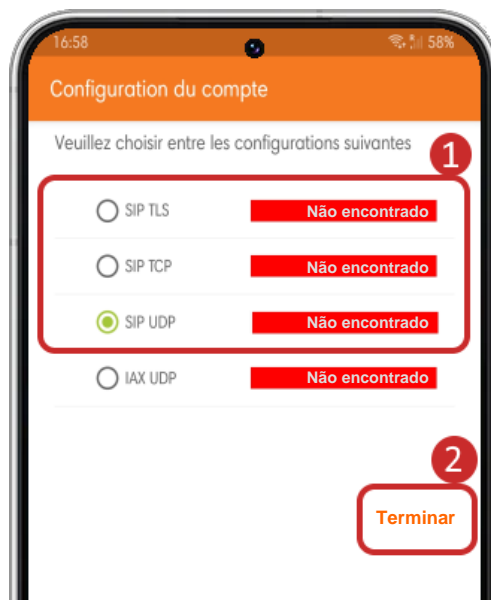 16:58 58%
Configuration du compte
Veuillez choisir entre les configurations suivantes
1
SIP TLS Não encontrado
SIP TCP Não encontrado
SIP UDP Não encontrado
IAX UDP Não encontrado
2
Terminar